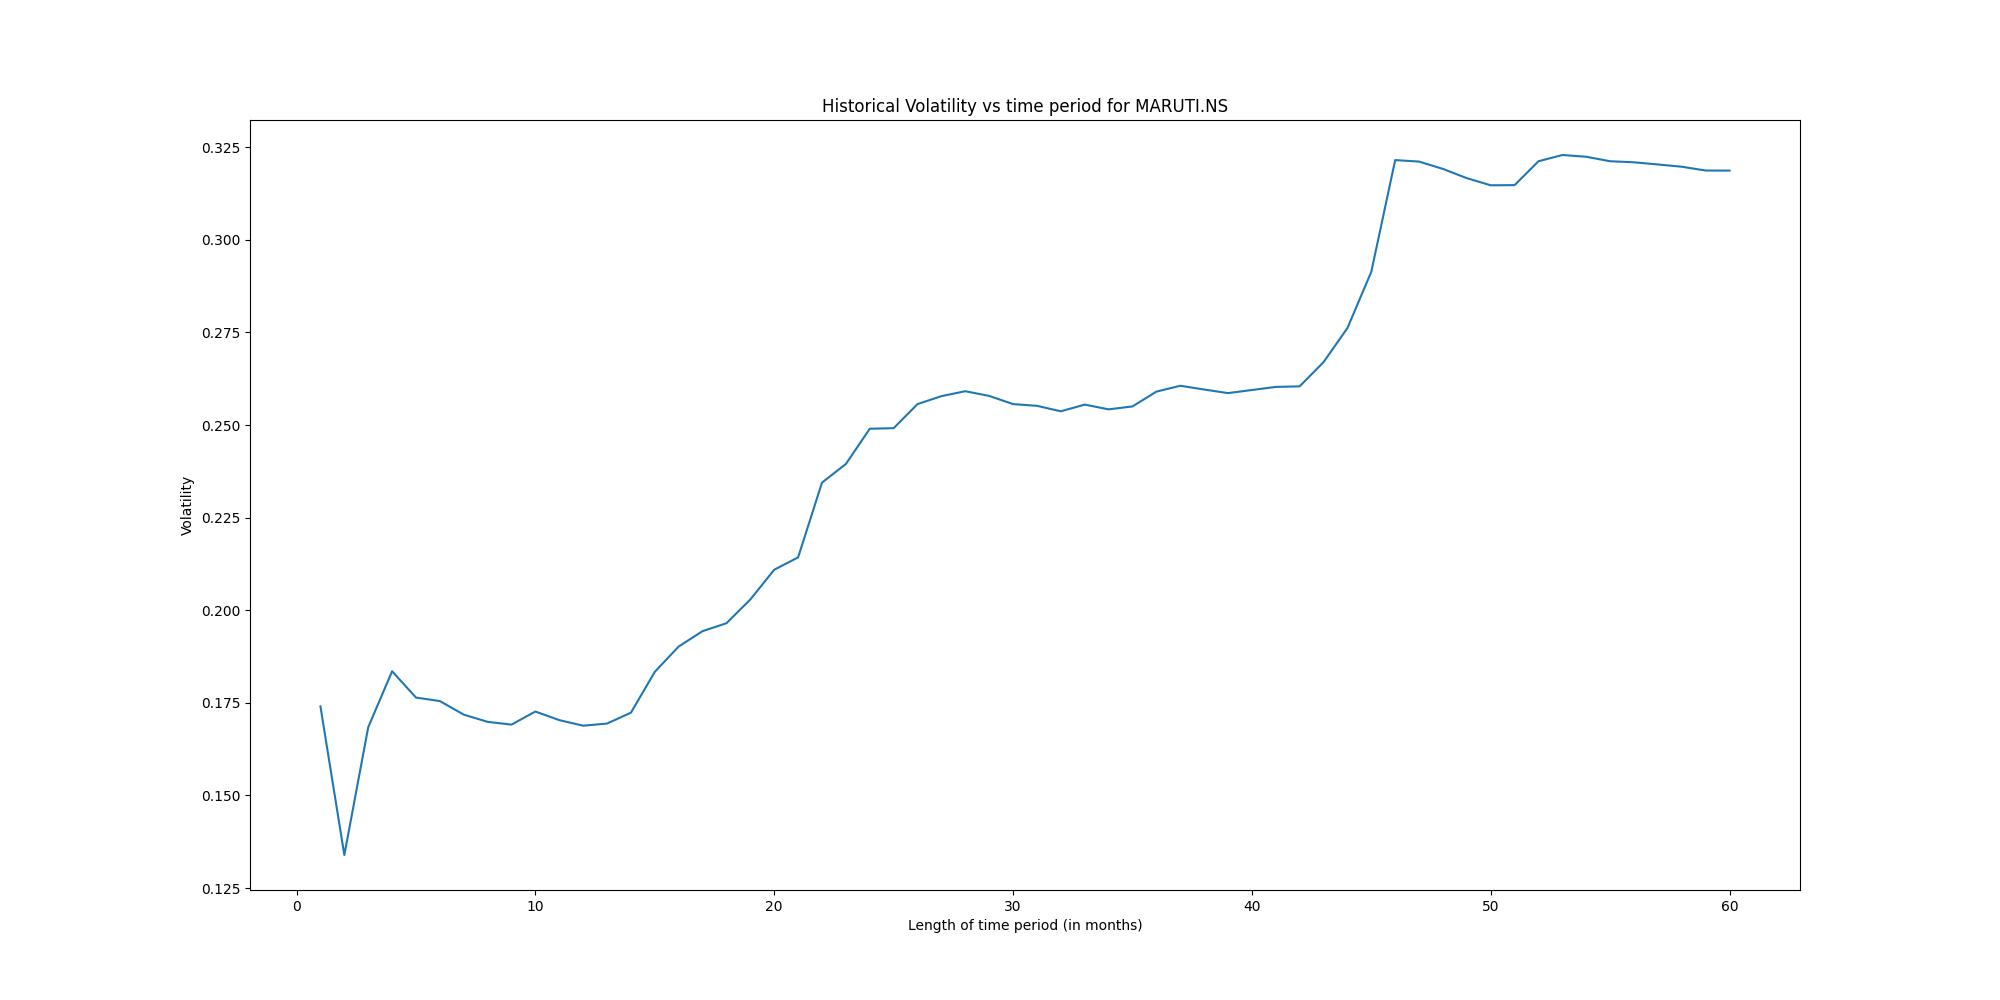 Historical Volatility vs time period for MARUTI.NS
0.325
0.300
0.275
0.250
0.225
0.200
0.175
0.150
0.125
Volatility
0 10 20 30 40 50 60
Length of time period (in months)